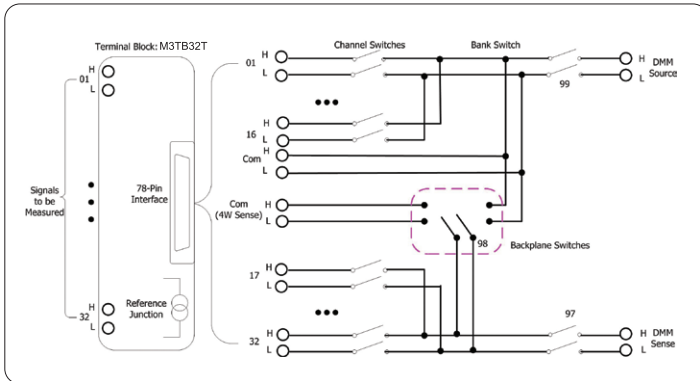 Terminal Block: M3TB32T
Channel Switches
Bank Switch
H
01
L
01
H
L
H
L
DMM
Source
99
16
H
L
Com
H
L
Signals
to be
Measured
78-Pin
Interface
Com
(4W Sense)
H
L
98
Backplane Switches
17
H
L
Reference
Junction
97
H
32
L
32
H
L
H
L
DMM
Sense